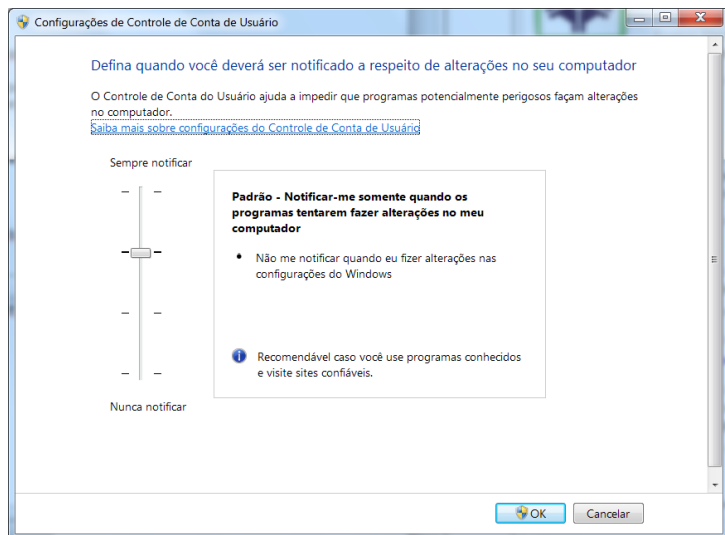 Configurações de Controle de Conta de Usuário
Defina quando você deverá ser notificado a respeito de alterações no seu computador
O Controle de Conta do Usuário ajuda a impedir que programas potencialmente perigosos façam alterações
no computador.
Saiba mais sobre configurações do Controle de Conta de Usuário
Sempre notificar
Padrão - Notificar-me somente quando os
programas tentarem fazer alterações no meu
computador
• Não me notificar quando eu fizer alterações nas
configurações do Windows
Recomendável caso você use programas conhecidos
e visite sites confiáveis.
Nunca notificar
OK
Cancelar